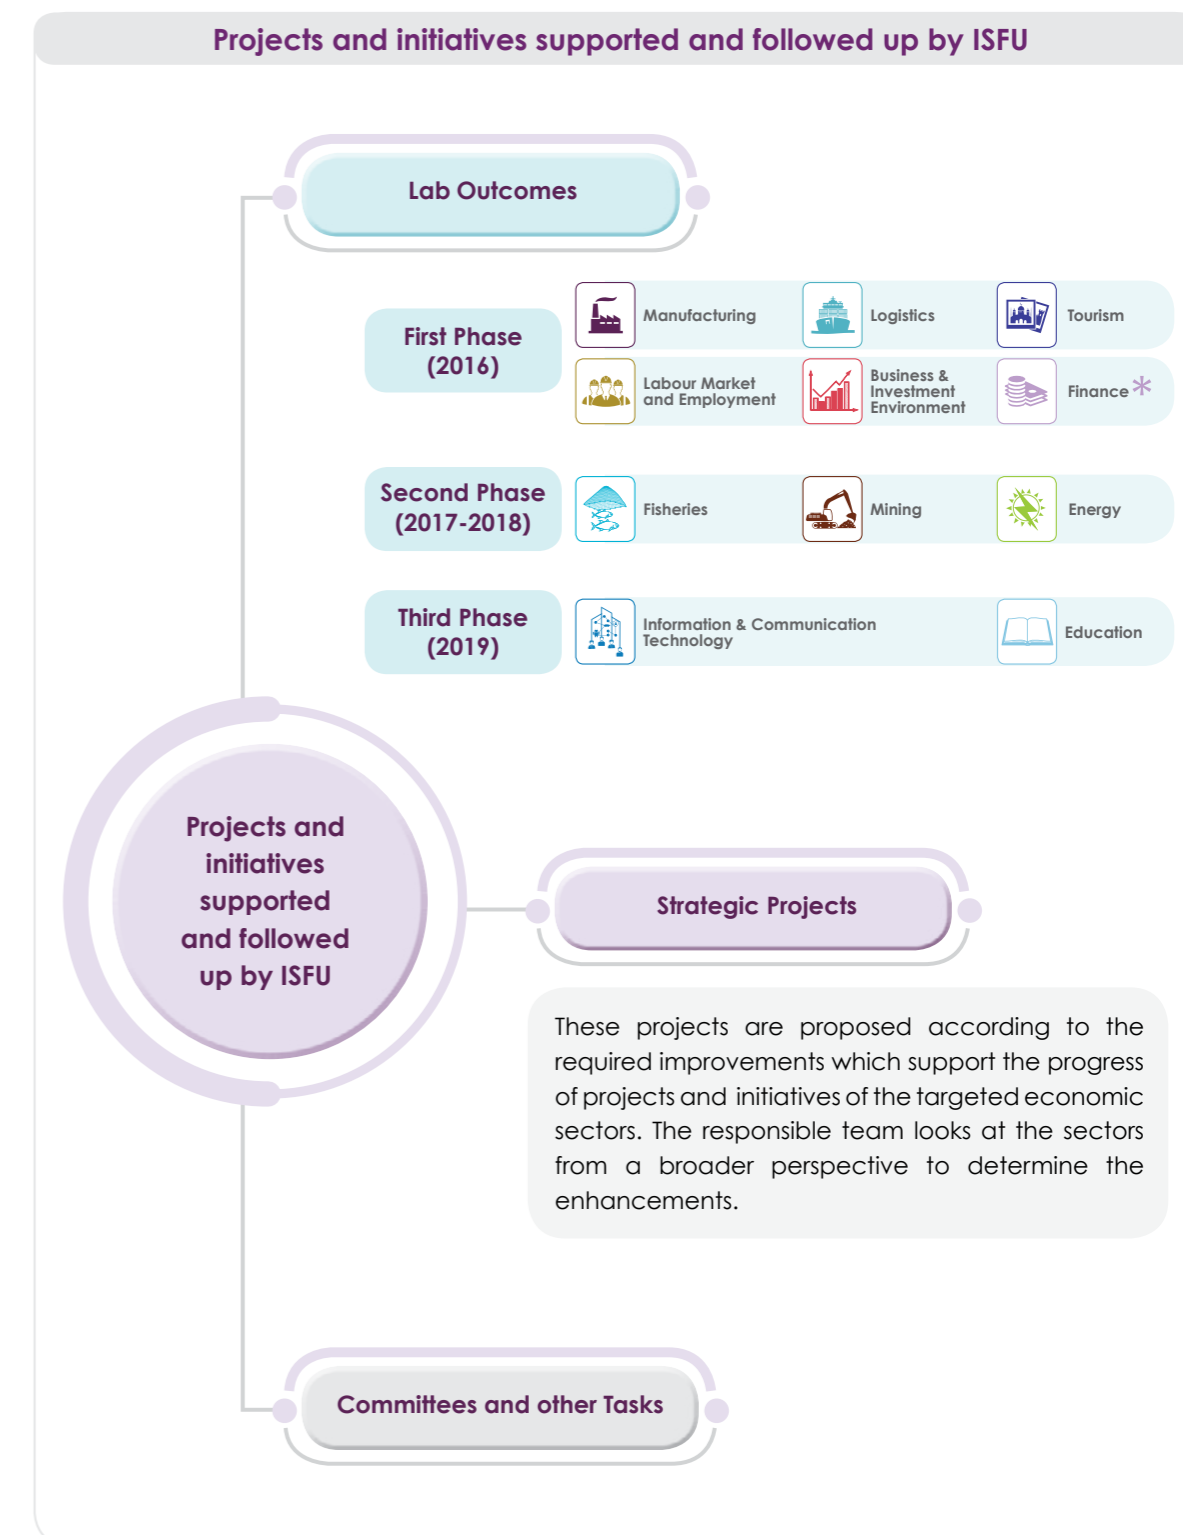 Projects and initiatives supported and followed up by ISFU
Lab Outcomes
First Phase
(2016)
Manufacturing
Logistics
Tourism
Labour Market
and Employment
Business &
Investment
Environment
Finance*
Second Phase
(2017-2018)
Fisheries
Mining
Energy
Third Phase
(2019)
Information & Communication
Technology
Education
Projects and
initiatives
supported
and followed
up by ISFU
Strategic Projects
These projects are proposed according to the
required improvements which support the progress
of projects and initiatives of the targeted economic
sectors. The responsible team looks at the sectors
from a broader perspective to determine the
enhancements.
Committees and other Tasks